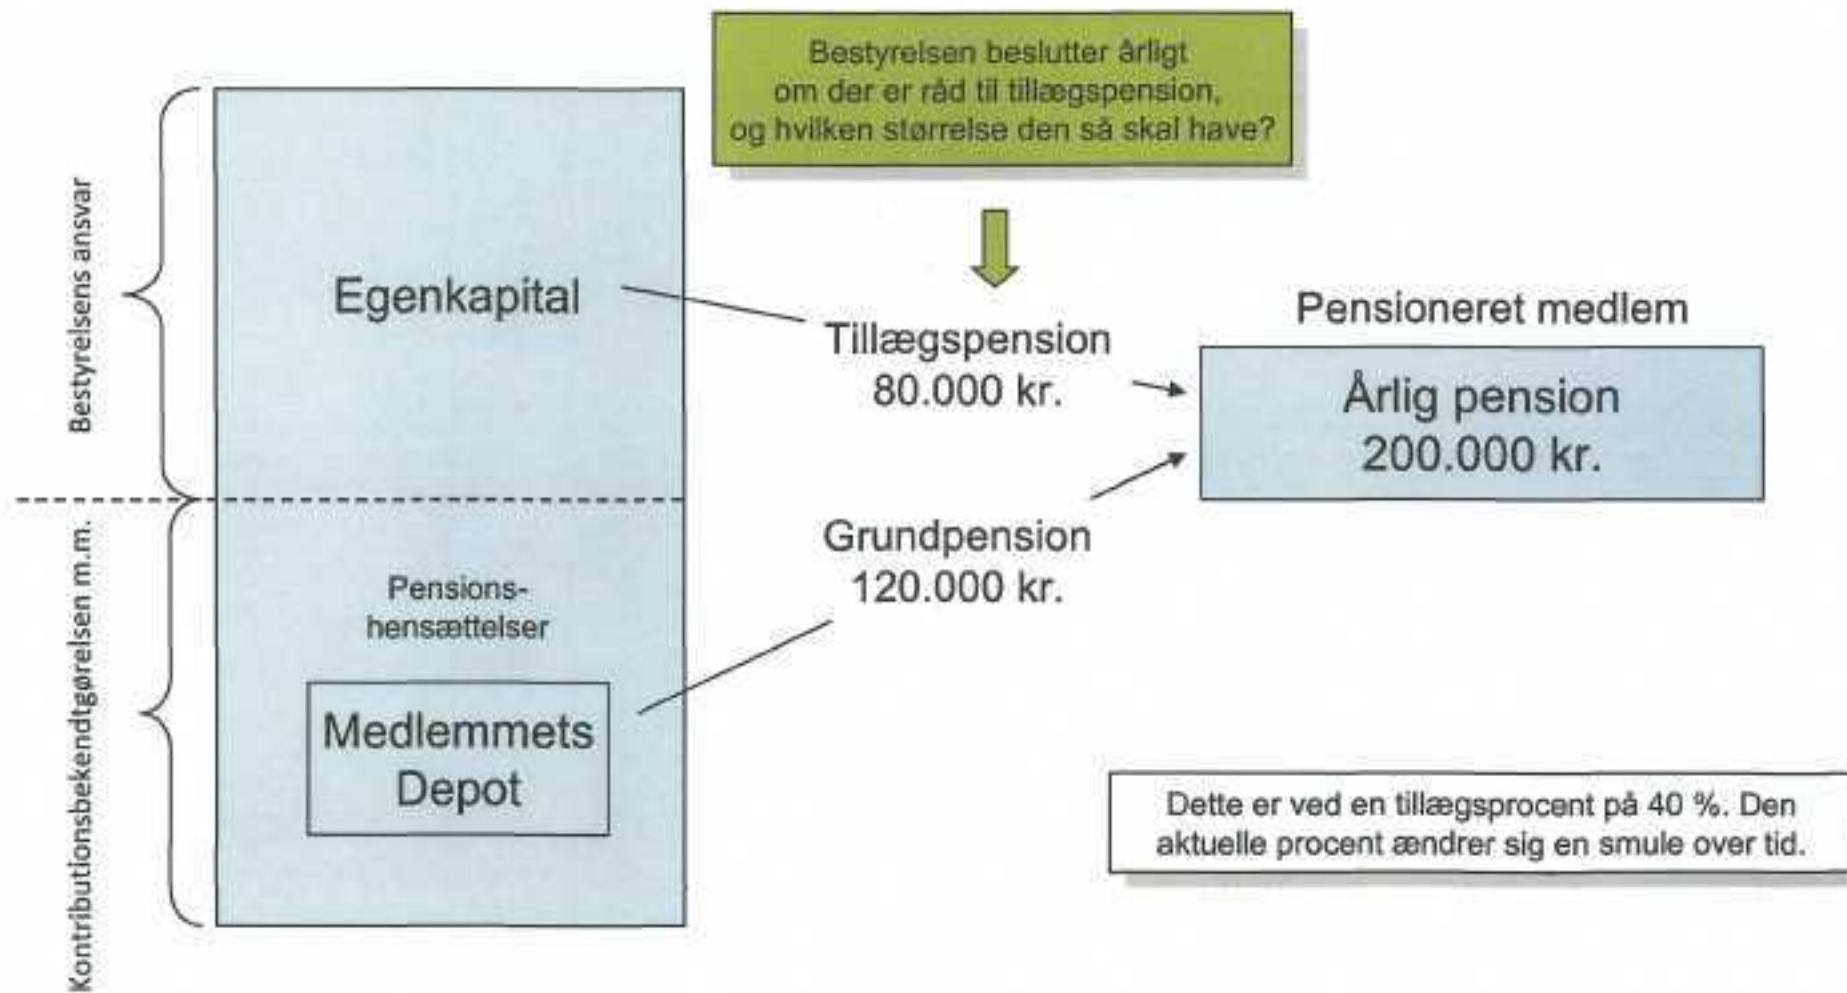 Bestyrelsen beslutter årligt
om der er råd til tillægspension,
og hvilken størrelse den så skal have?
Bestyrelsens ansvar
Egenkapital
Tillægspension
80.000 kr.
Pensioneret medlem
Årlig pension
200.000 kr.
Kontributionsbekendtgørelsen m.m.
Pensions-
hensættelser
Medlemmets
Depot
Grundpension
120.000 kr.
Dette er ved en tillægsprocent på 40 %. Den
aktuelle procent ændrer sig en smule over tid.